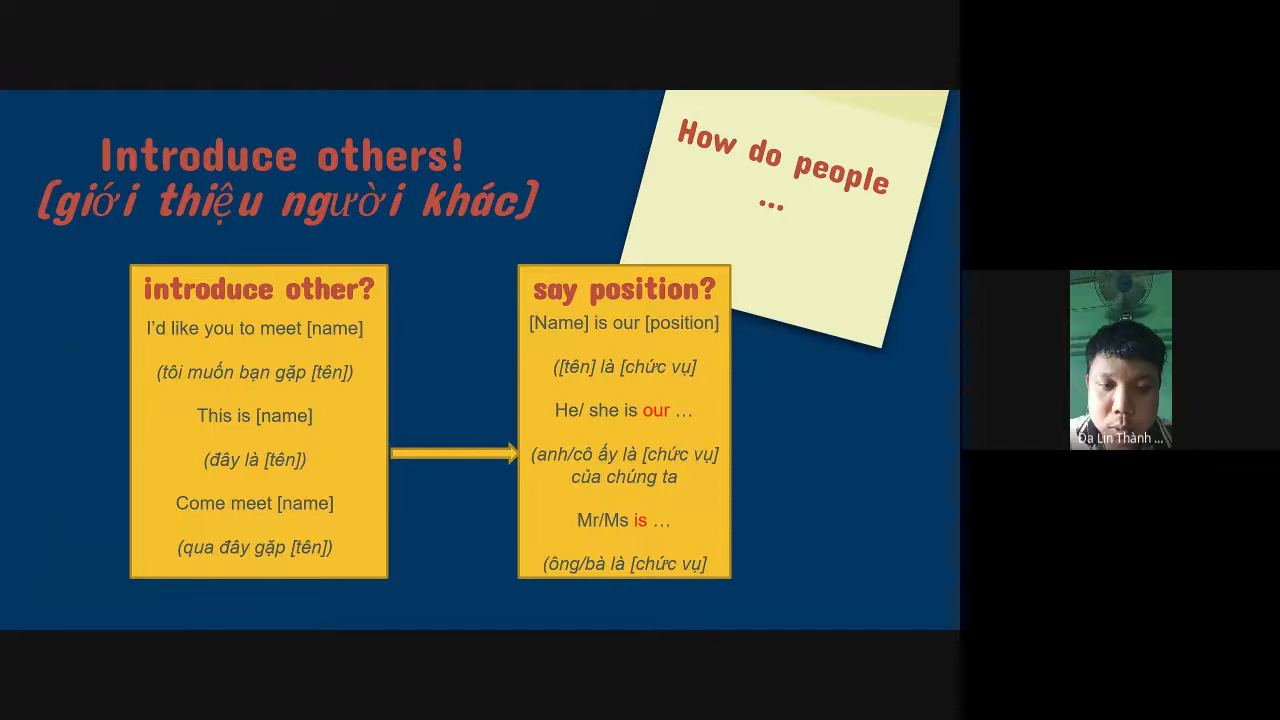 Introduce others!
(giới thiệu người khác)
How do people
...
introduce other?
I'd like you to meet [name]
(tôi muốn bạn gặp [tên])
This is [name]
(đây là [tên])
Come meet [name]
(qua đây gặp [tên])
say position?
[Name] is our [position]
([tên] là [chức vụ]
He/ she is our …
(anh/cô ấy là [chức vụ]
của chúng ta
Mr/Ms is …
(ông/bà là [chức vụ]
Da Lin Thành ...